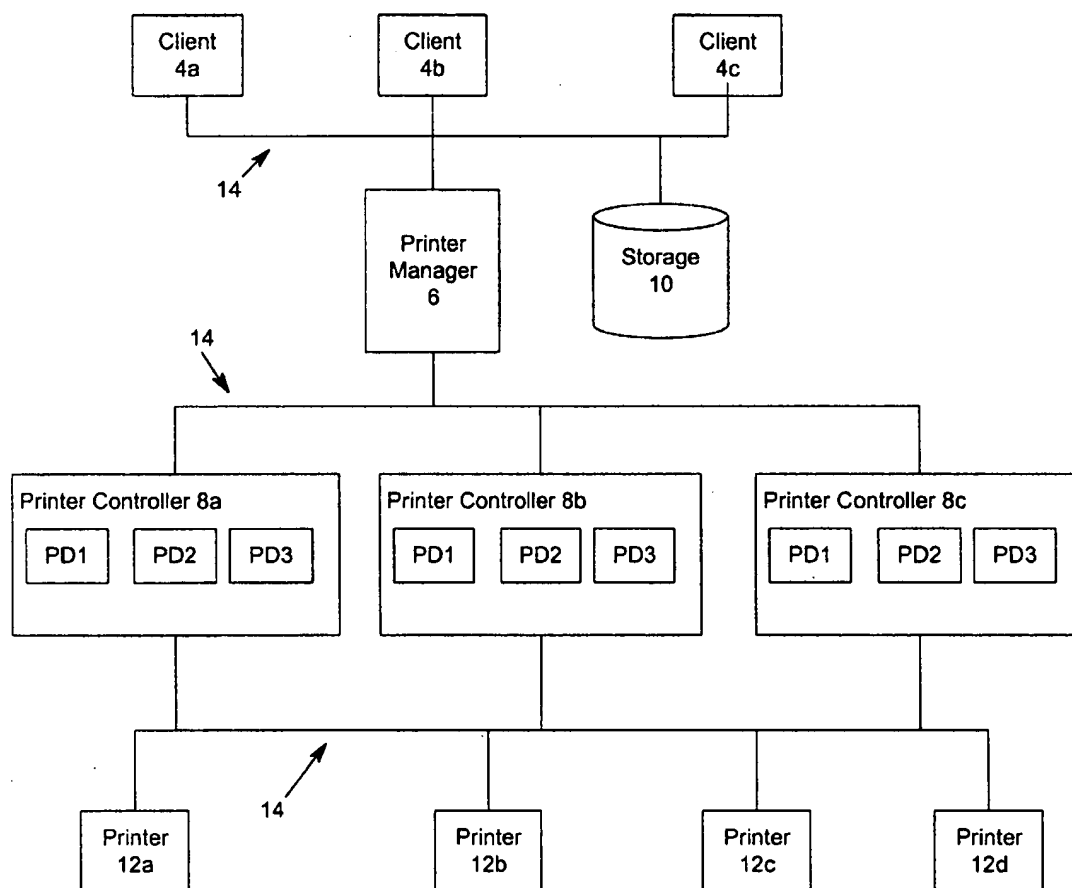 Client
4a
Client
4b
Client
4c
14
Printer
Manager
6
Storage
10
14
Printer Controller 8a
PD1
PD2
PD3
Printer Controller 8b
PD1
PD2
PD3
Printer Controller 8c
PD1
PD2
PD3
14
Printer
12a
Printer
12b
Printer
12c
Printer
12d